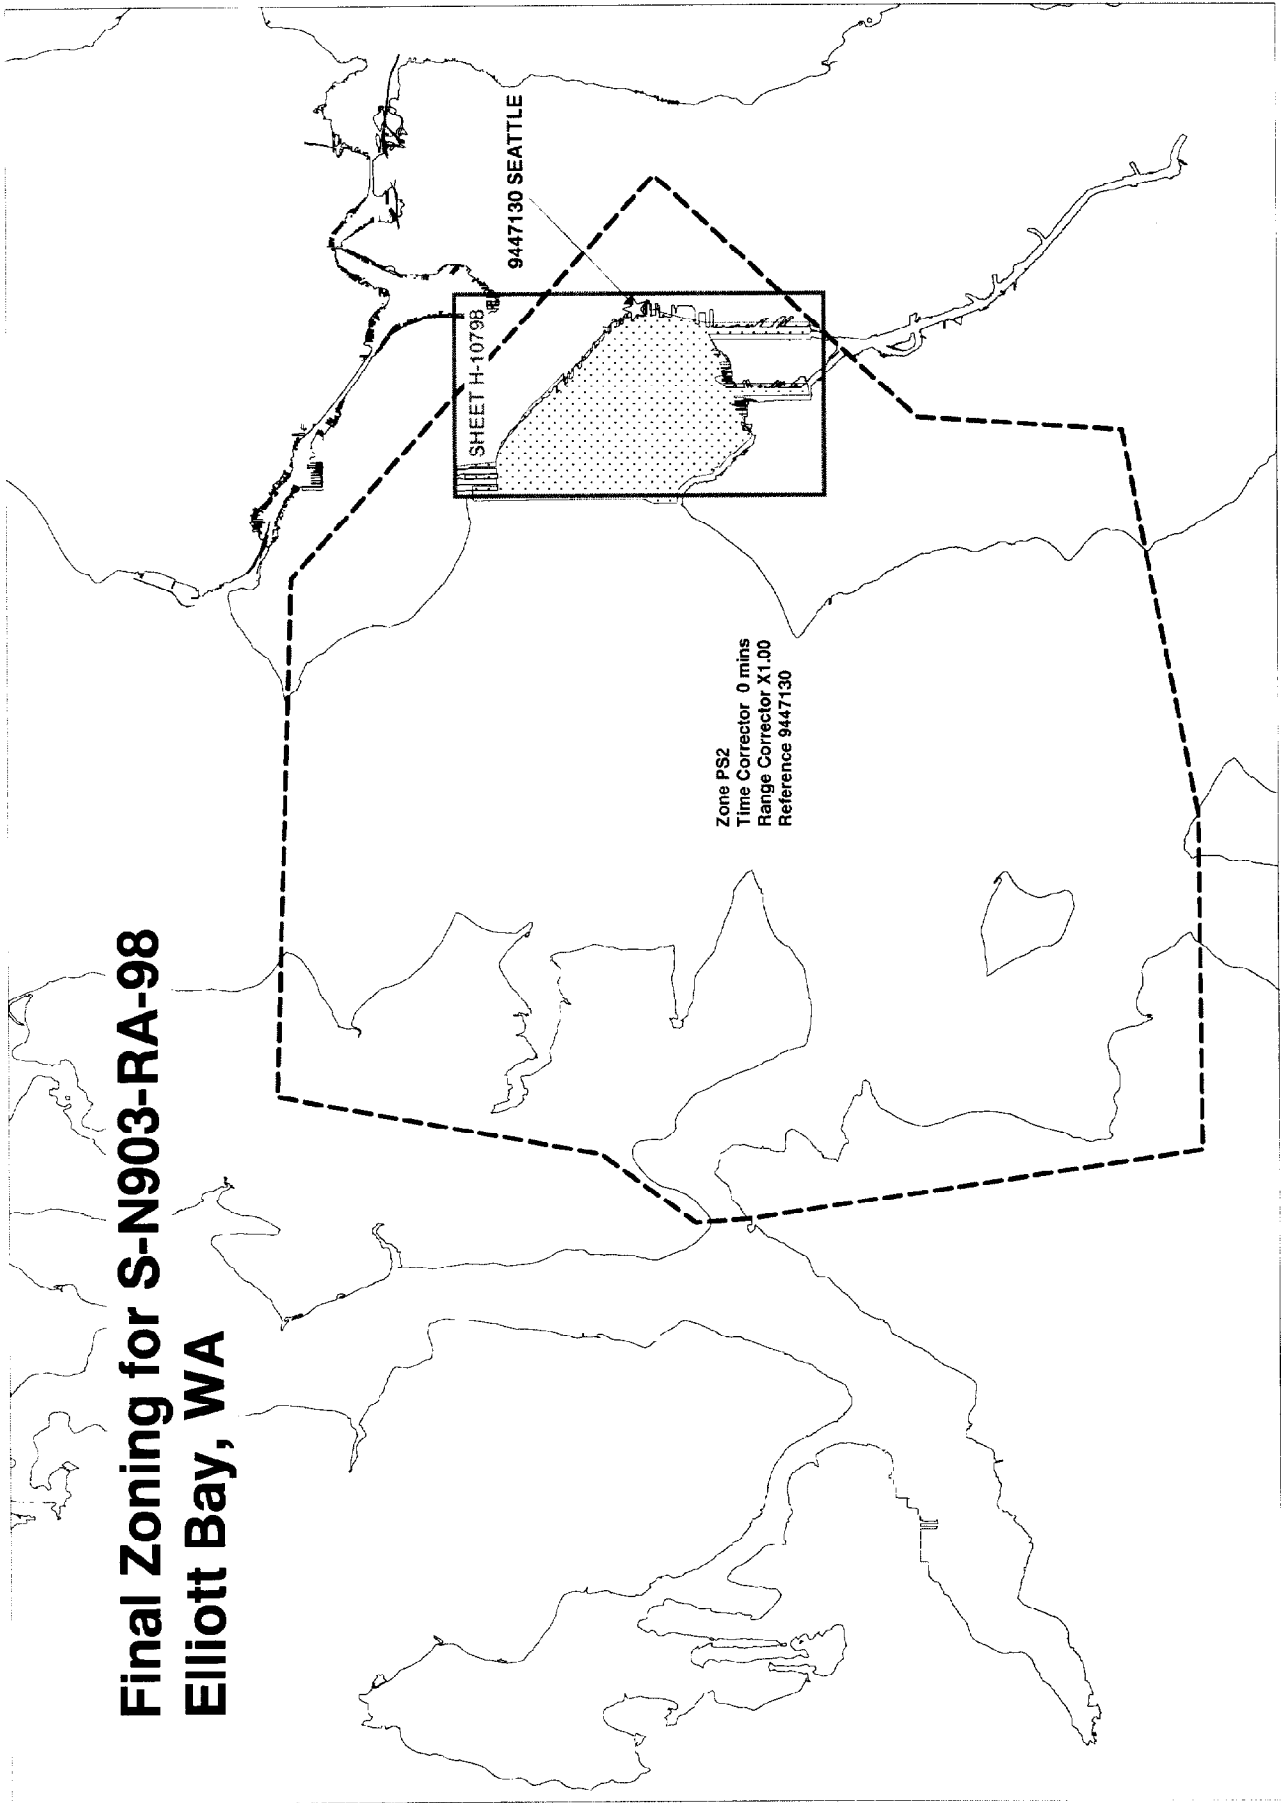 Final Zoning for S-N903-RA-98
Elliott Bay, WA
SHEET H-10798
9447130 SEATTLE
Zone PS2
Time Corrector 0 mins
Range Corrector X1.00
Reference 9447130